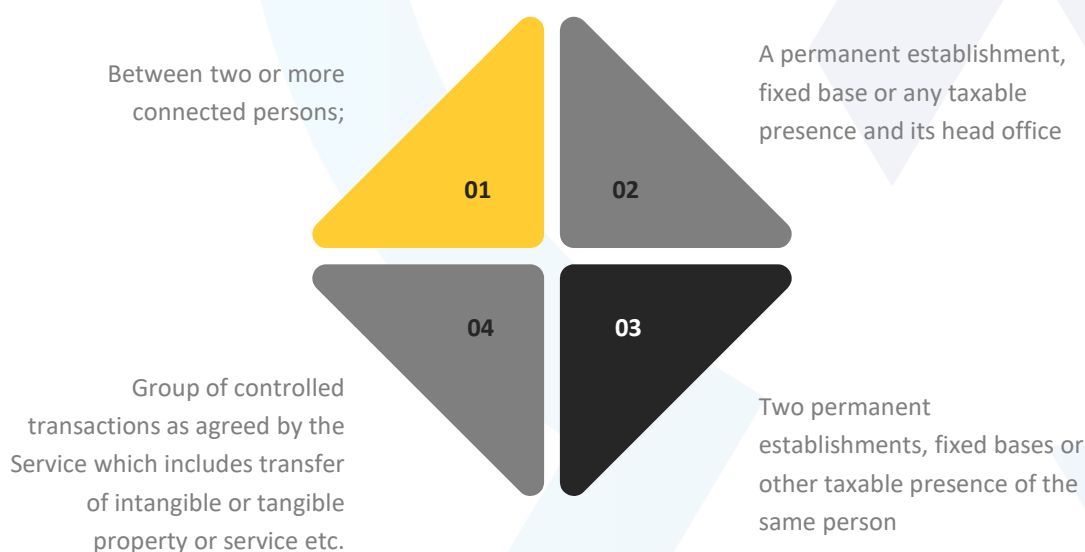 Between two or more
connected persons;
01
02
A permanent establishment,
fixed base or any taxable
presence and its head office
04
03
Group of controlled
transactions as agreed by the
Service which includes transfer
of intangible or tangible
property or service etc.
Two permanent
establishments, fixed bases or
other taxable presence of the
same person